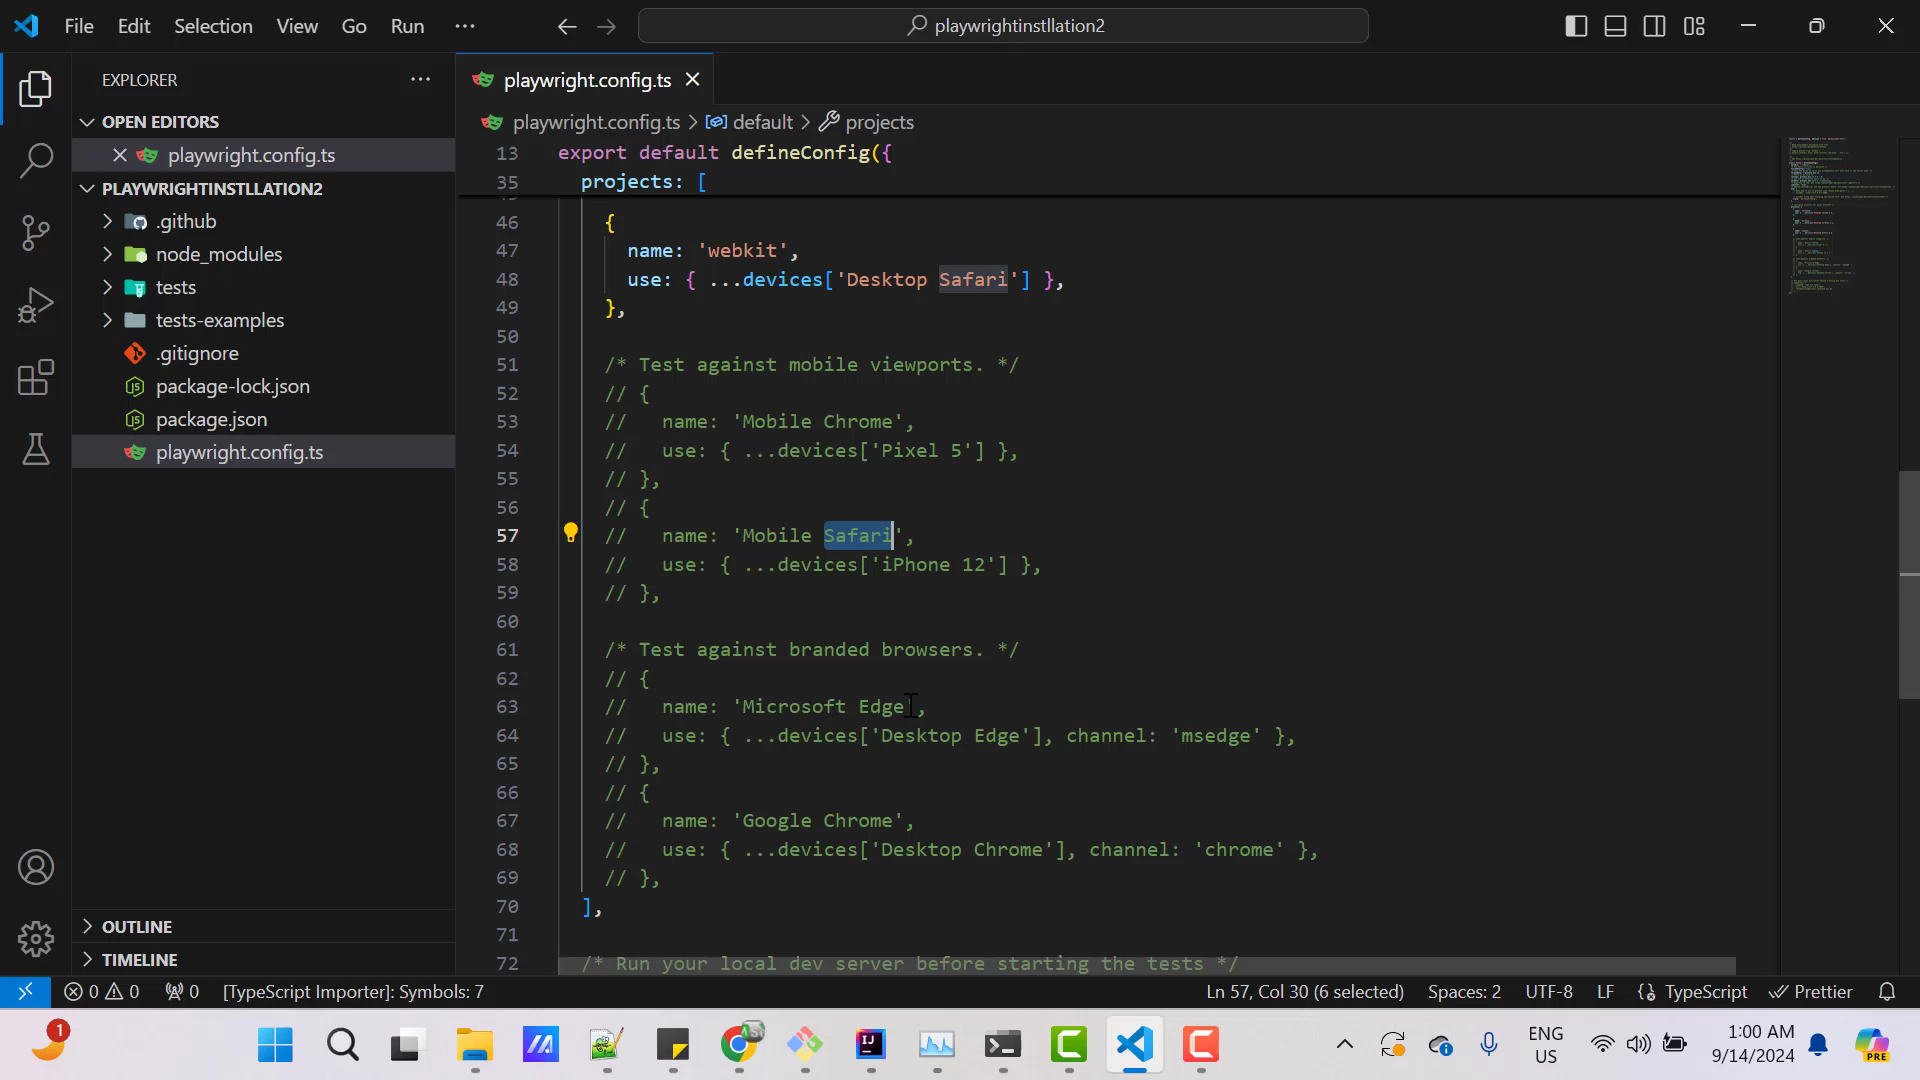 File Edit Selection View Go Run ···
playwrightinstllation2
EXPLORER ···
playwright.config.ts
OPEN EDITORS
playwright.config.ts
PLAYWRIGHTINSTLLATION2
.github
node_modules
tests
tests-examples
.gitignore
package-lock.json
package.json
playwright.config.ts
OUTLINE
TIMELINE
playwright.config.ts > default > projects
13 export default defineConfig({
35 projects: [
46 {
47 name: 'webkit',
48 use: { ...devices['Desktop Safari'] },
49 },
50
51 /* Test against mobile viewports. */
52 // {
53 // name: 'Mobile Chrome',
54 // use: { ...devices['Pixel 5'] },
55 // },
56 // {
57 // name: 'Mobile Safari',
58 // use: { ...devices['iPhone 12'] },
59 // },
60
61 /* Test against branded browsers. */
62 // {
63 // name: 'Microsoft Edge',
64 // use: { ...devices['Desktop Edge'], channel: 'msedge' },
65 // },
66 // {
67 // name: 'Google Chrome',
68 // use: { ...devices['Desktop Chrome'], channel: 'chrome' },
69 // },
70 ],
71
72 /* Run your local dev server before starting the tests */
0 0 0 [TypeScript Importer]: Symbols: 7 Ln 57, Col 30 (6 selected) Spaces: 2 UTF-8 LF {} TypeScript Prettier
1
IJ
PRE
ENG
US
1:00 AM
9/14/2024